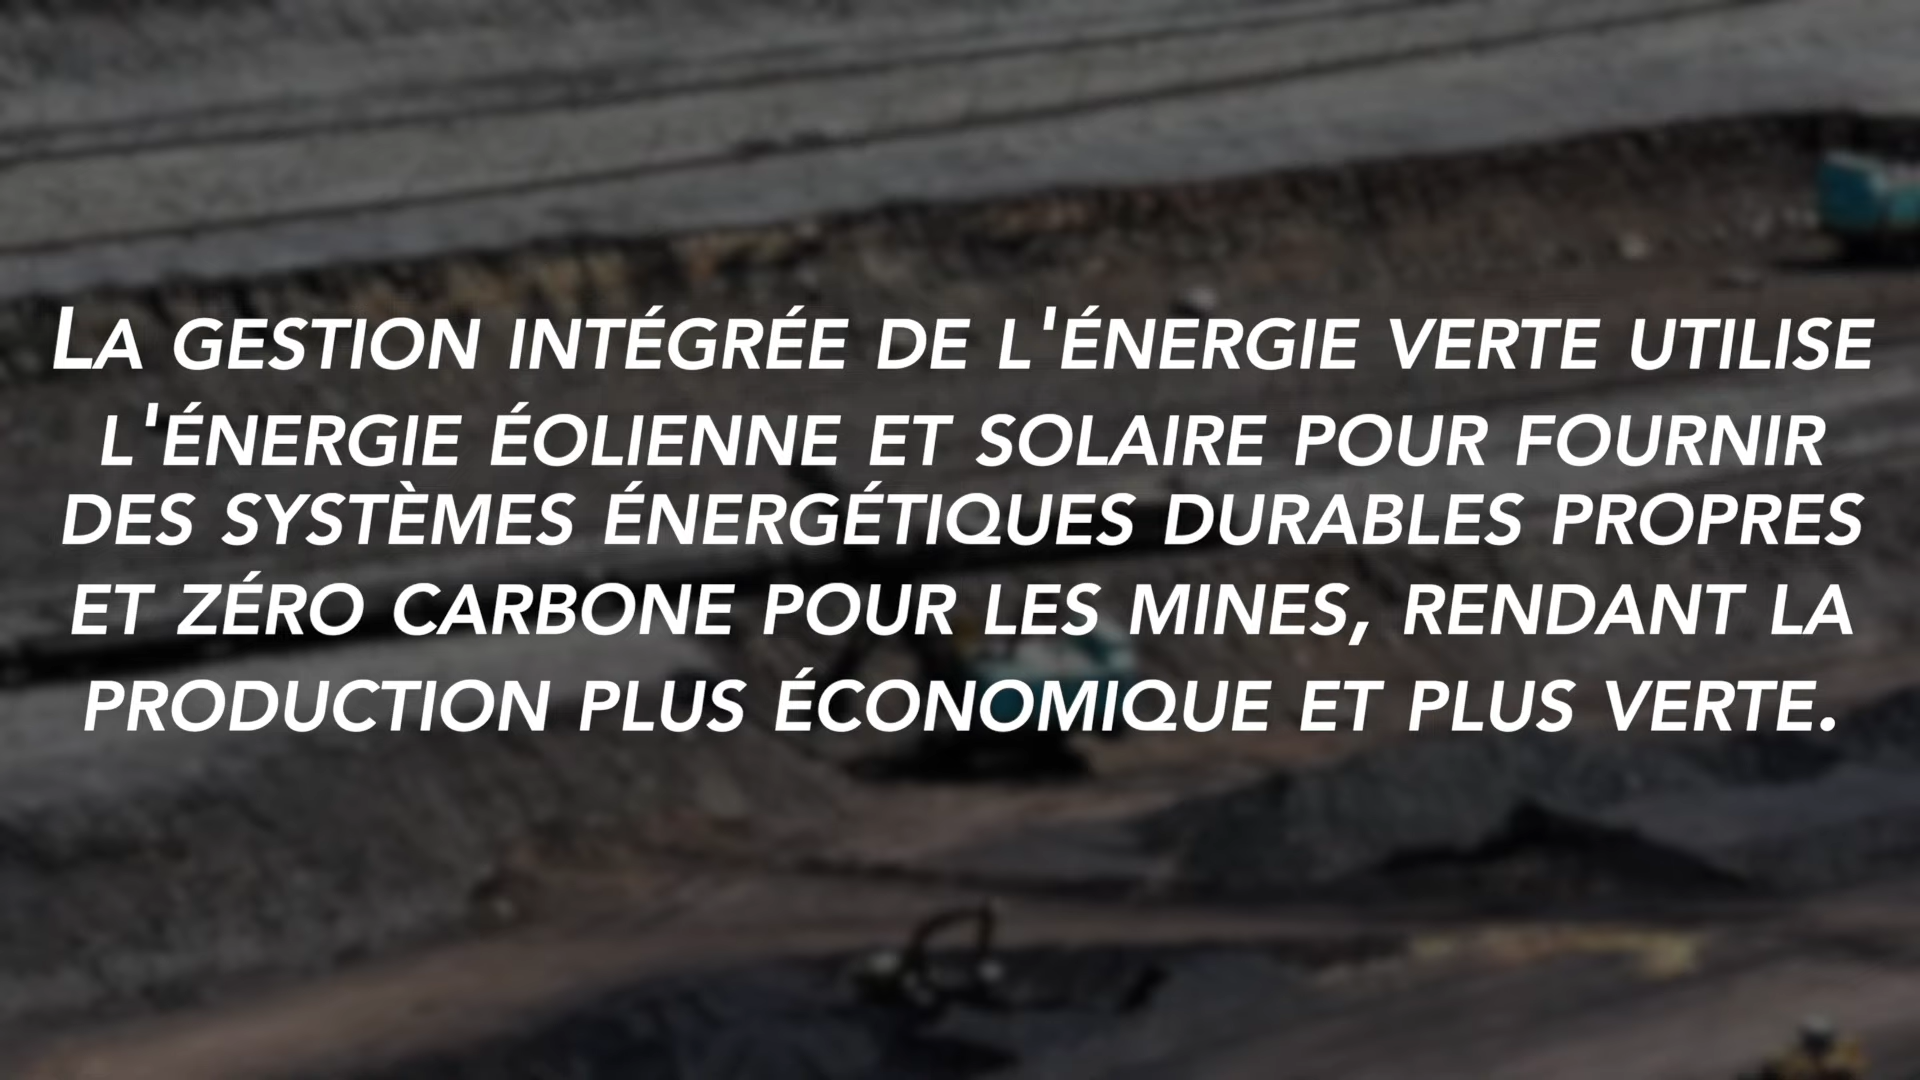 La gestion intégrée de l'énergie verte utilise
l'énergie éolienne et solaire pour fournir
des systèmes énergétiques durables propres
et zéro carbone pour les mines, rendant la
production plus économique et plus verte.